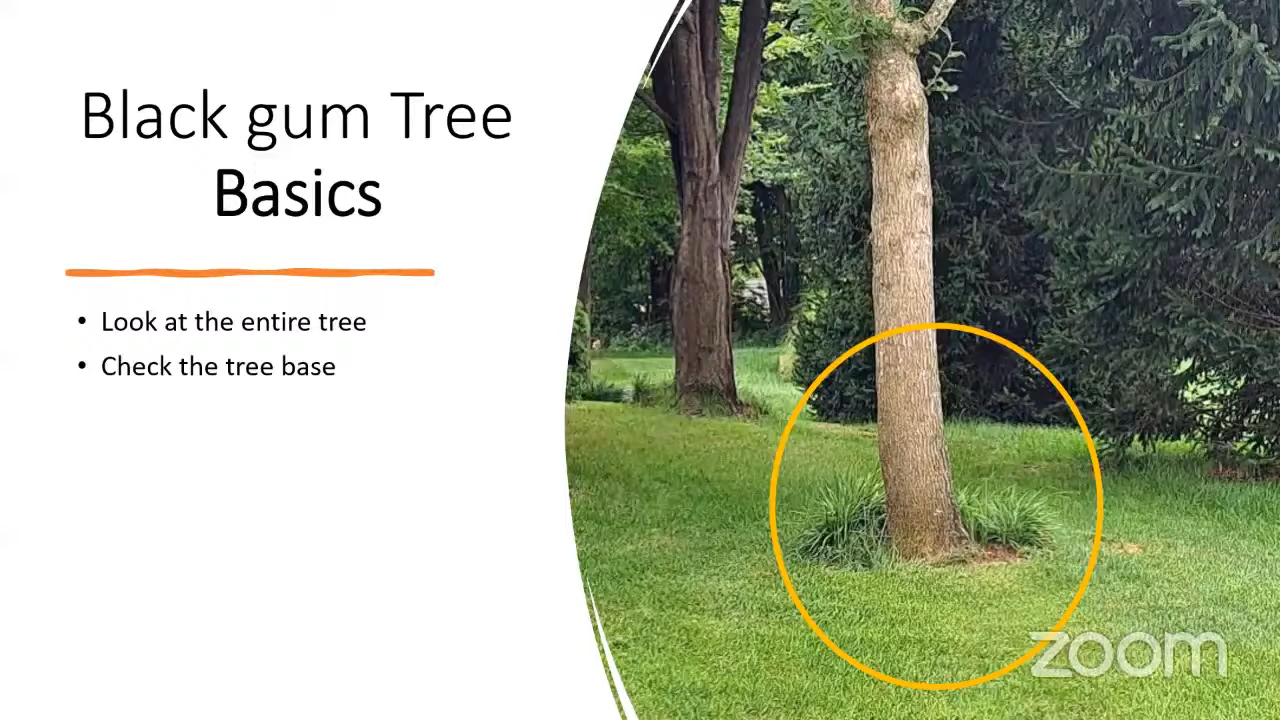 Black gum Tree
Basics
• Look at the entire tree
• Check the tree base
zoom